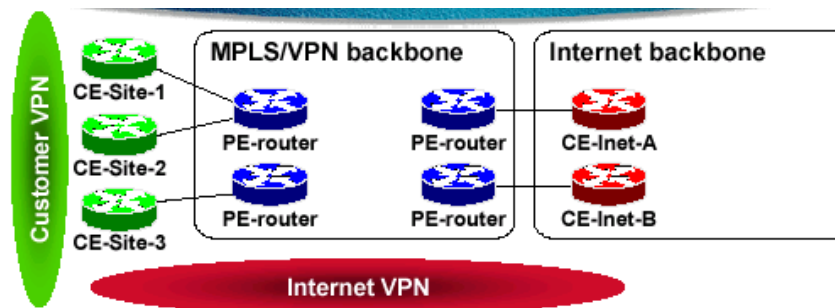 Customer VPN
MPLS/VPN backbone
Internet backbone
CE-Site-1
CE-Site-2
CE-Site-3
PE-router
PE-router
CE-Inet-A
PE-router
PE-router
CE-Inet-B
Internet VPN